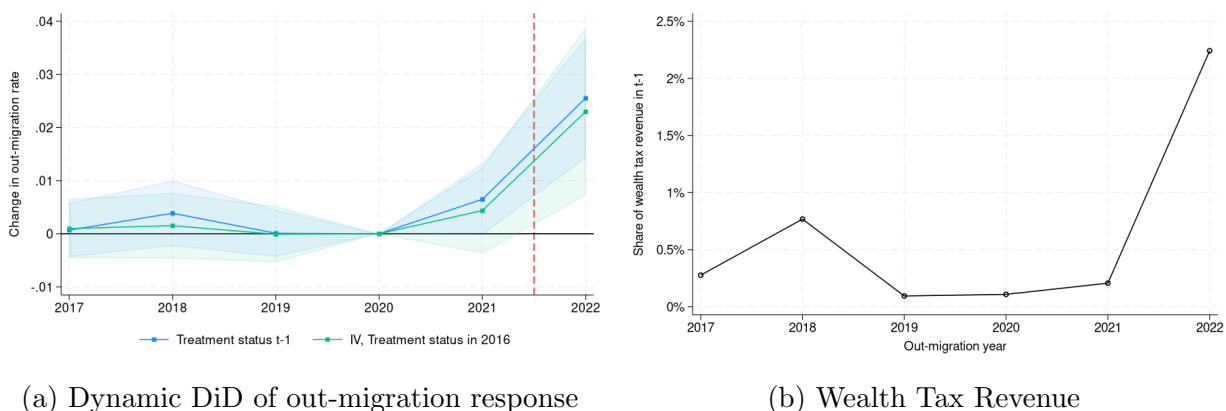 .04
.03
.02
.01
0
-.01
Change in out-migration rate
2017 2018 2019 2020 2021 2022
Treatment status t-1 IV, Treatment status in 2016
(a) Dynamic DiD of out-migration response
2.5%
2%
1.5%
1%
0.5%
0%
Share of wealth tax revenue in t-1
2017 2018 2019 2020 2021 2022
Out-migration year
(b) Wealth Tax Revenue